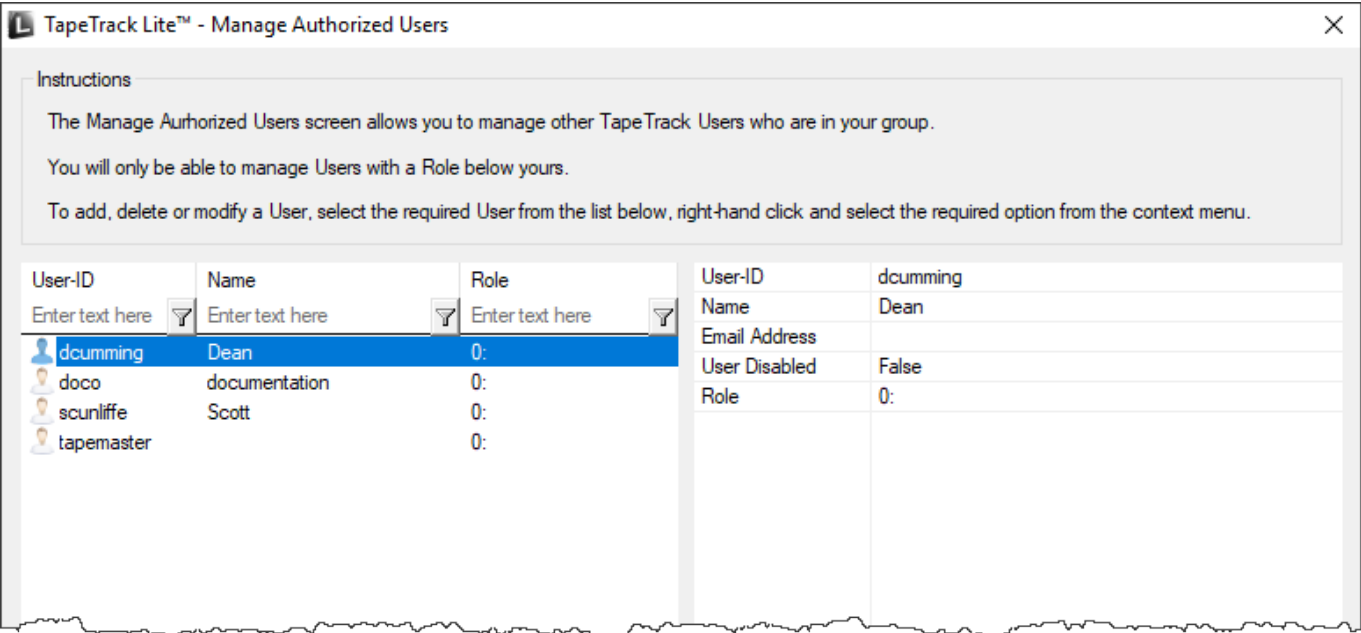 TapeTrack Lite™ - Manage Authorized Users
Instructions
The Manage Aurhorized Users screen allows you to manage other TapeTrack Users who are in your group.
You will only be able to manage Users with a Role below yours.
To add, delete or modify a User, select the required User from the list below, right-hand click and select the required option from the context menu.
User-ID Name Role
Enter text here Enter text here Enter text here
dcumming Dean 0:
doco documentation 0:
scunliffe Scott 0:
tapemaster 0:
User-ID dcumming
Name Dean
Email Address
User Disabled False
Role 0: